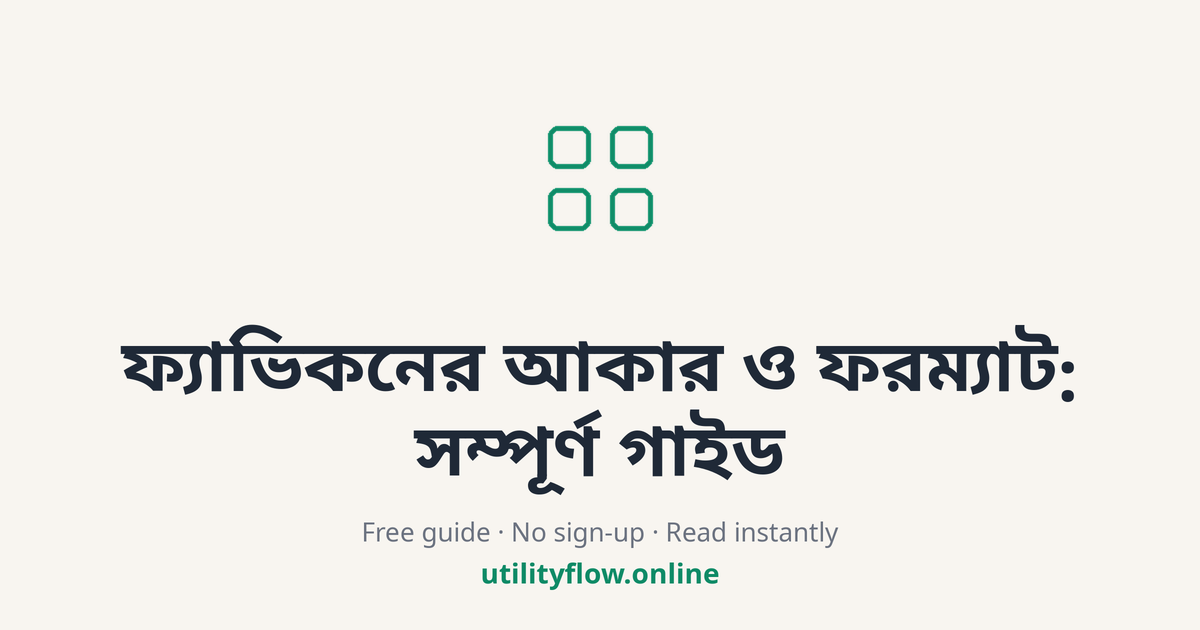 ফ্যাভিকনের আকার ও ফরম্যাট:
সম্পূর্ণ গাইড
Free guide · No sign-up · Read instantly
utilityflow.online